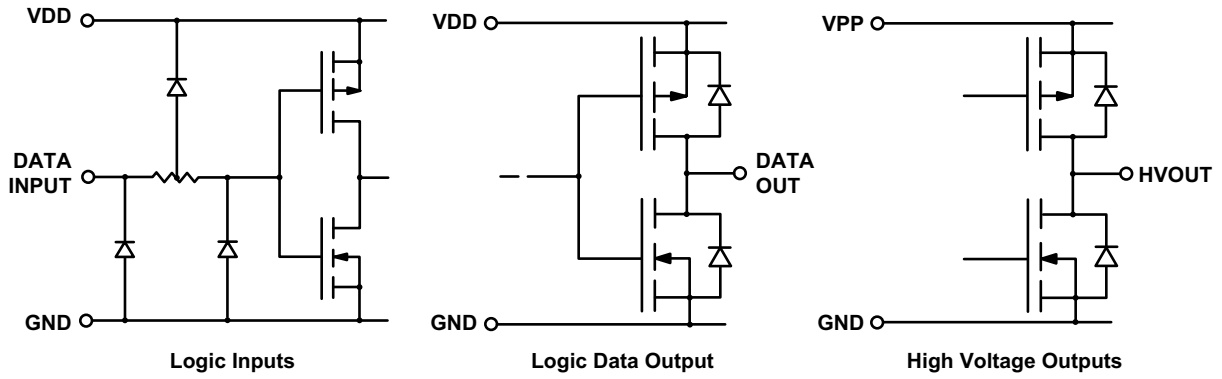 VDD
DATA
INPUT
GND
Logic Inputs
VDD
DATA
OUT
GND
Logic Data Output
VPP
HVOUT
GND
High Voltage Outputs